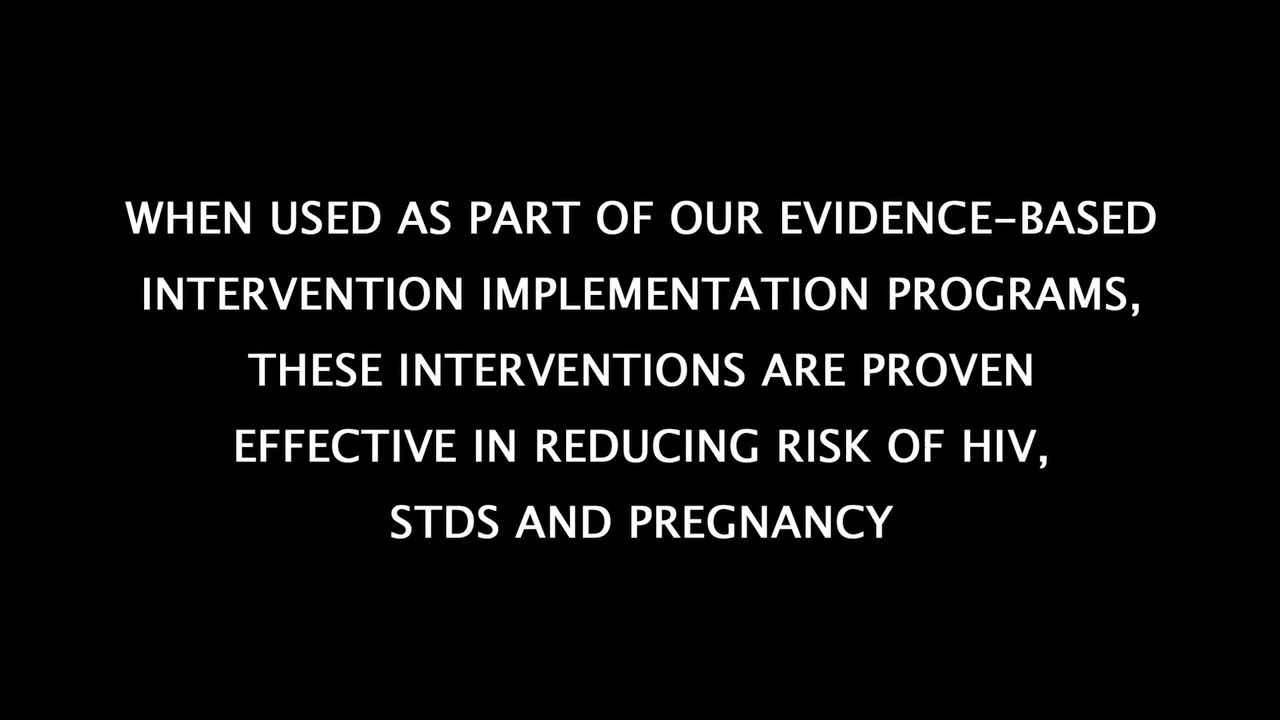 WHEN USED AS PART OF OUR EVIDENCE-BASED
INTERVENTION IMPLEMENTATION PROGRAMS,
THESE INTERVENTIONS ARE PROVEN
EFFECTIVE IN REDUCING RISK OF HIV,
STDS AND PREGNANCY